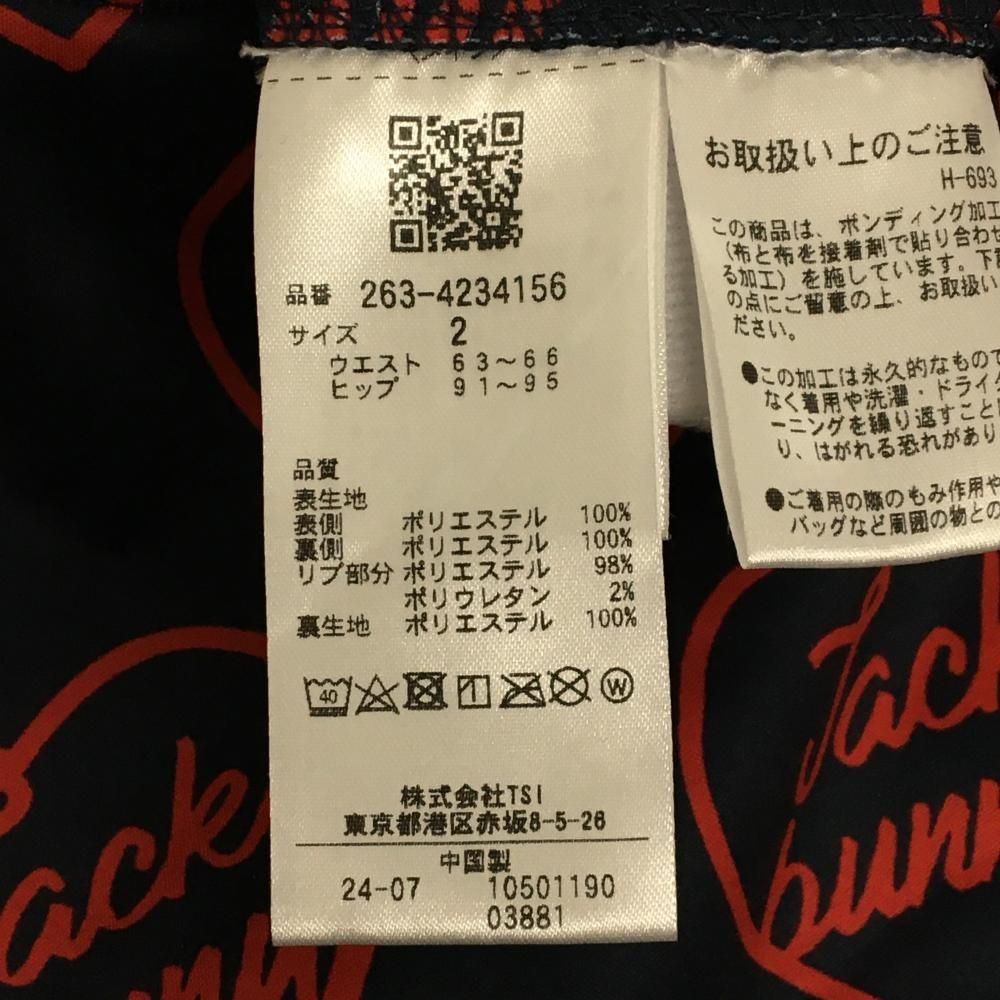 品番 263-4234156
サイズ 2
ウエスト 63～66
ヒップ 91～95
品質
表生地
表側 ポリエステル 100%
裏側 ポリエステル 100%
リブ部分 ポリエステル 98%
ポリウレタン 2%
裏生地 ポリエステル 100%
40
W
株式会社TSI
東京都港区赤坂8-5-28
中国製
24-07 10501190
03881
お取扱い上のご注意
H-693
この商品は、ボンディング加工
（布と布を接着剤で貼り合わせ
る加工）を施しています。下記
の点にご留意の上、お取扱い
ださい。
●この加工は永久的なもので
なく着用や洗濯・ドライク
ーニングを繰り返すこと
り、はがれる恐れがあり
●ご着用の際のもみ作用や
バッグなど周囲の物との
Jack
bunn
Jack
bunny